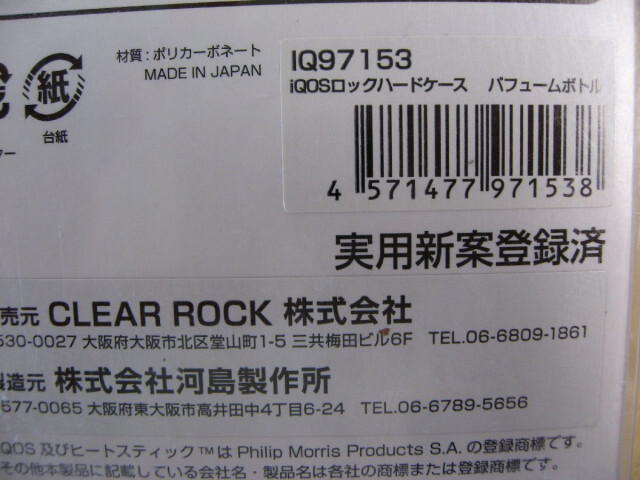 材質：ポリカーボネート
MADE IN JAPAN
紙
台紙
IQ97153
iQOSロックハードケース パフュームボトル
4 571477 971538
実用新案登録済
売元 CLEAR ROCK 株式会社
530-0027 大阪府大阪市北区堂山町1-5 三共梅田ビル6F TEL.06-6809-1861
製造元 株式会社河島製作所
577-0065 大阪府東大阪市高井田中4丁目6-24 TEL.06-6789-5656
QOS 及びヒートスティック™は Philip Morris Products S.A. の登録商標です。
その他本製品に記載している会社名・製品名は各社の商標または登録商標です。